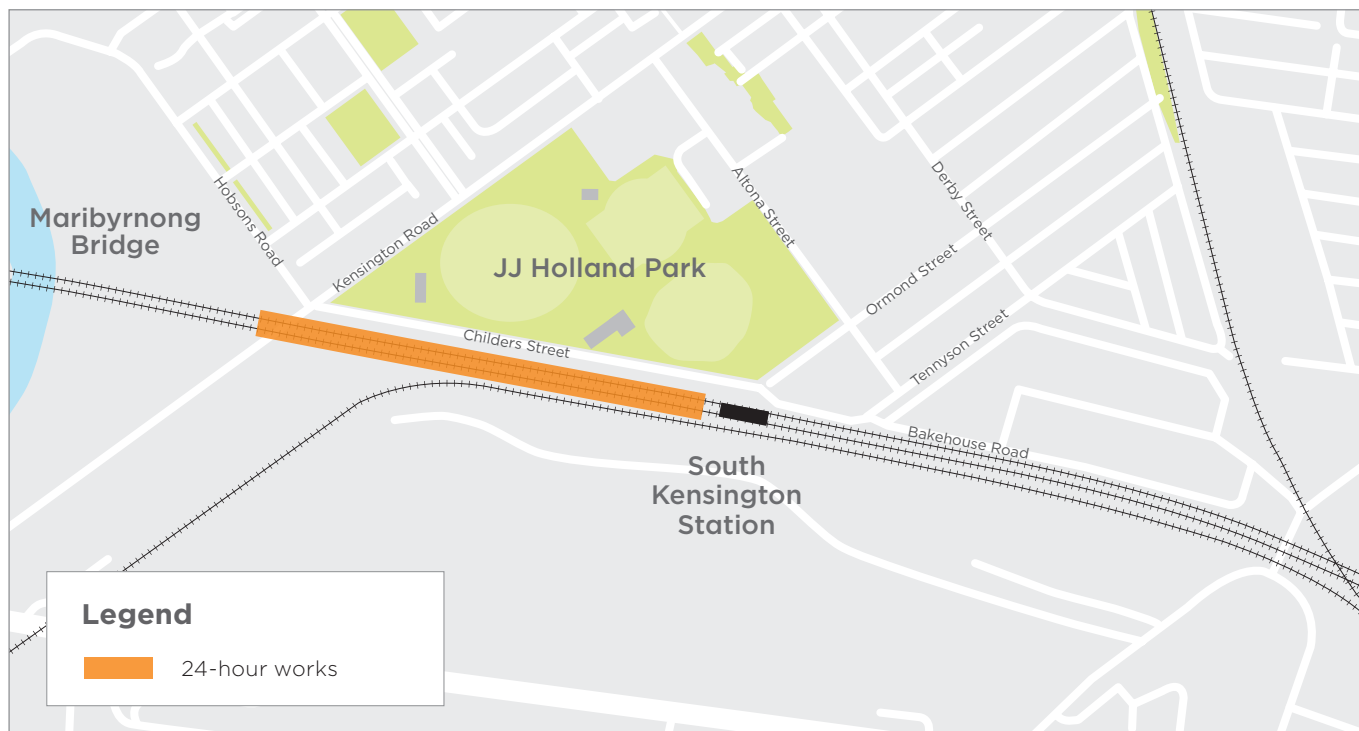 Hobsons Road
Maribyrnong
Bridge
Kensington Road
JJ Holland Park
Altona Street
Derby Street
Ormond Street
Tennyson Street
Childers Street
Bakehouse Road
South
Kensington
Station
Legend
24-hour works